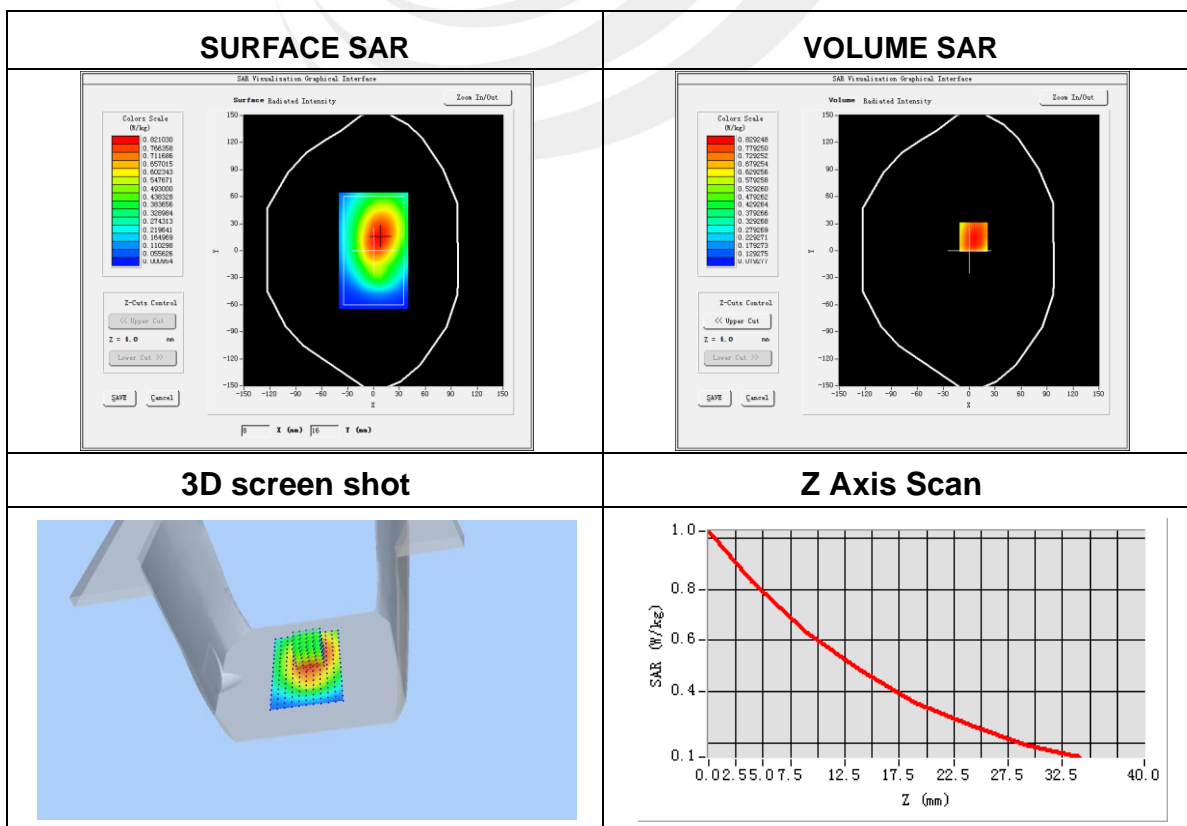 SURFACE SAR
VOLUME SAR
SAR Visualisation Graphical Interface
Surface Radiated Intensity
Zoom In/Out
Colors Scale
(W/kg)
0.821030
0.766358
0.711686
0.657015
0.602343
0.547671
0.493000
0.438328
0.383656
0.328984
0.274313
0.219641
0.164969
0.110298
0.055626
0.000954
150
120
90
60
30
0
-30
-60
-90
-120
-150
Y
-150 -120 -90 -60 -30 0 30 60 90 120 150
X
Z-Cuts Control
<< Upper Cut
Z = 4.0 mm
Lower Cut >>
SAVE Cancel
8 X (mm) 16 Y (mm)
SAR Visualisation Graphical Interface
Volume Radiated Intensity
Zoom In/Out
Colors Scale
(W/kg)
0.829248
0.779250
0.729252
0.679254
0.629256
0.579258
0.529260
0.479262
0.429264
0.379266
0.329268
0.279269
0.229271
0.179273
0.129275
0.079277
150
120
90
60
30
0
-30
-60
-90
-120
-150
Y
-150 -120 -90 -60 -30 0 30 60 90 120 150
X
Z-Cuts Control
<< Upper Cut
Z = 4.0 mm
Lower Cut >>
SAVE Cancel
3D screen shot
Z Axis Scan
1.0
0.8
0.6
0.4
0.1
SAR (W/kg)
0.0 2.5 5.0 7.5 12.5 17.5 22.5 27.5 32.5 40.0
Z (mm)